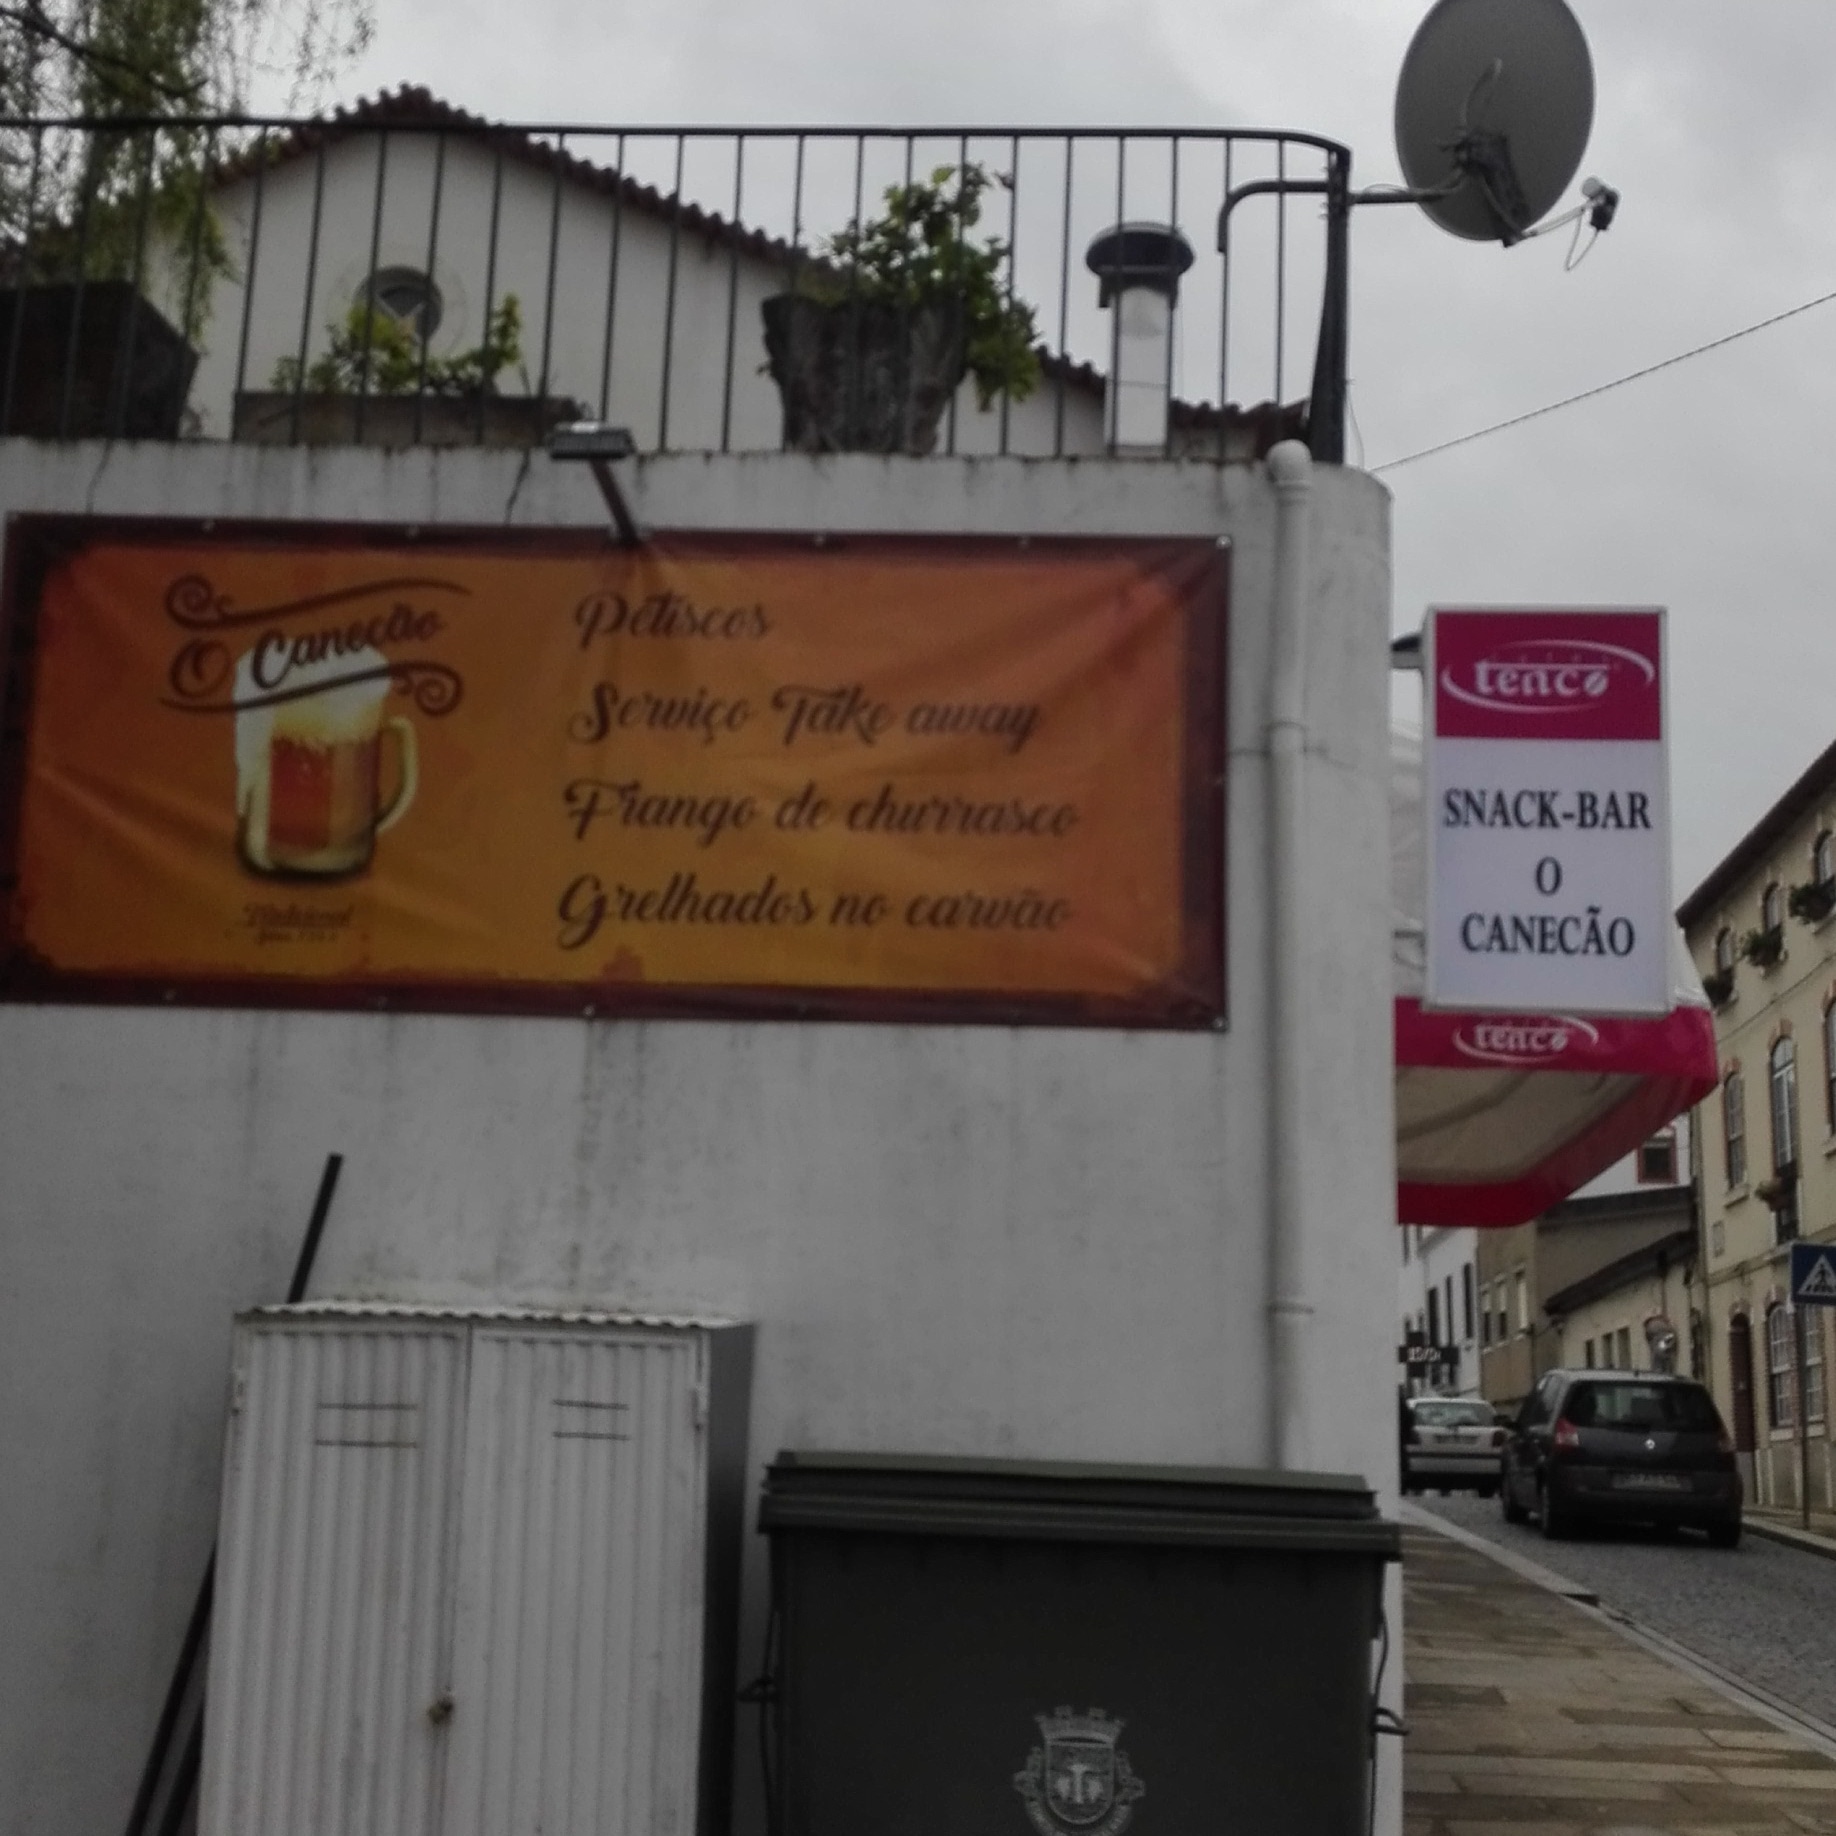 O Canecão
Petiscos
Serviço Take away
Frango de churrasco
Grelhados no carvão
tenco
SNACK-BAR
O
CANECÃO
tenco